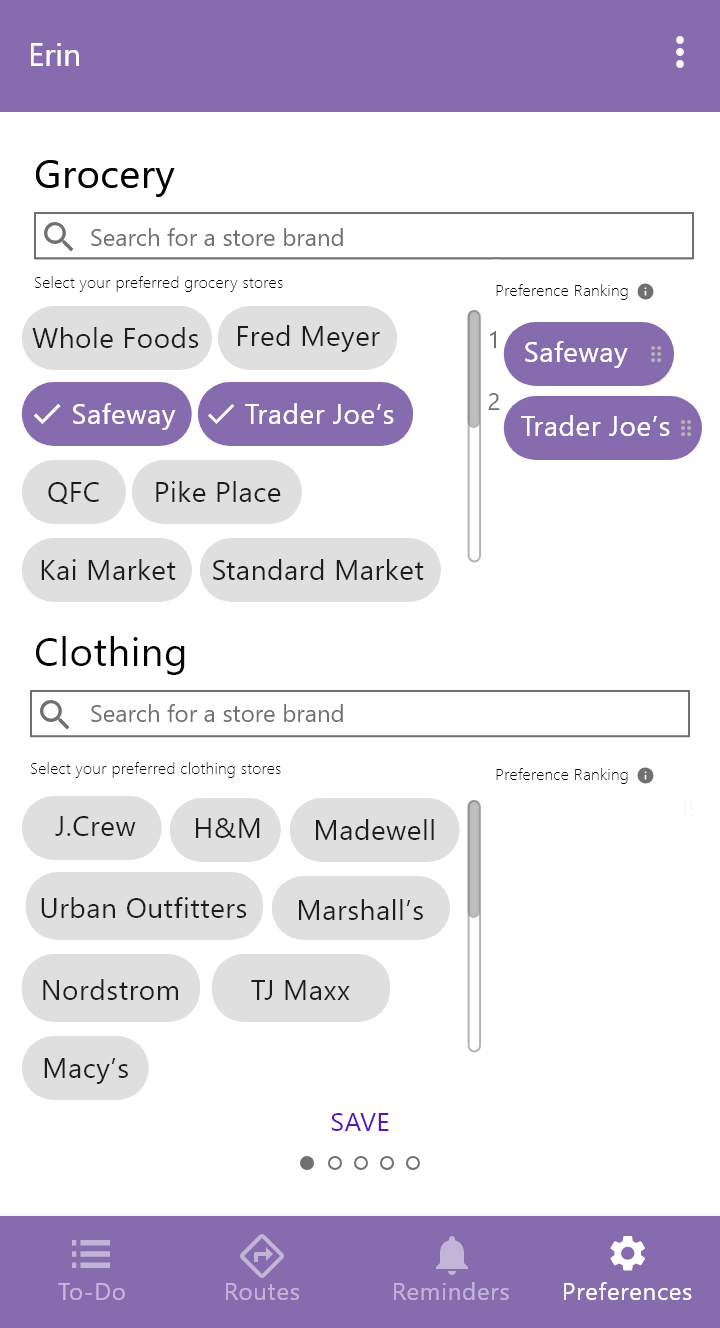 Erin
Grocery
Search for a store brand
Select your preferred grocery stores
Preference Ranking
Whole Foods
Fred Meyer
1
Safeway
Safeway
Trader Joe’s
2
Trader Joe’s
QFC
Pike Place
Kai Market
Standard Market
Clothing
Search for a store brand
Select your preferred clothing stores
Preference Ranking
J.Crew
H&M
Madewell
Urban Outfitters
Marshall’s
Nordstrom
TJ Maxx
Macy’s
SAVE
To-Do
Routes
Reminders
Preferences